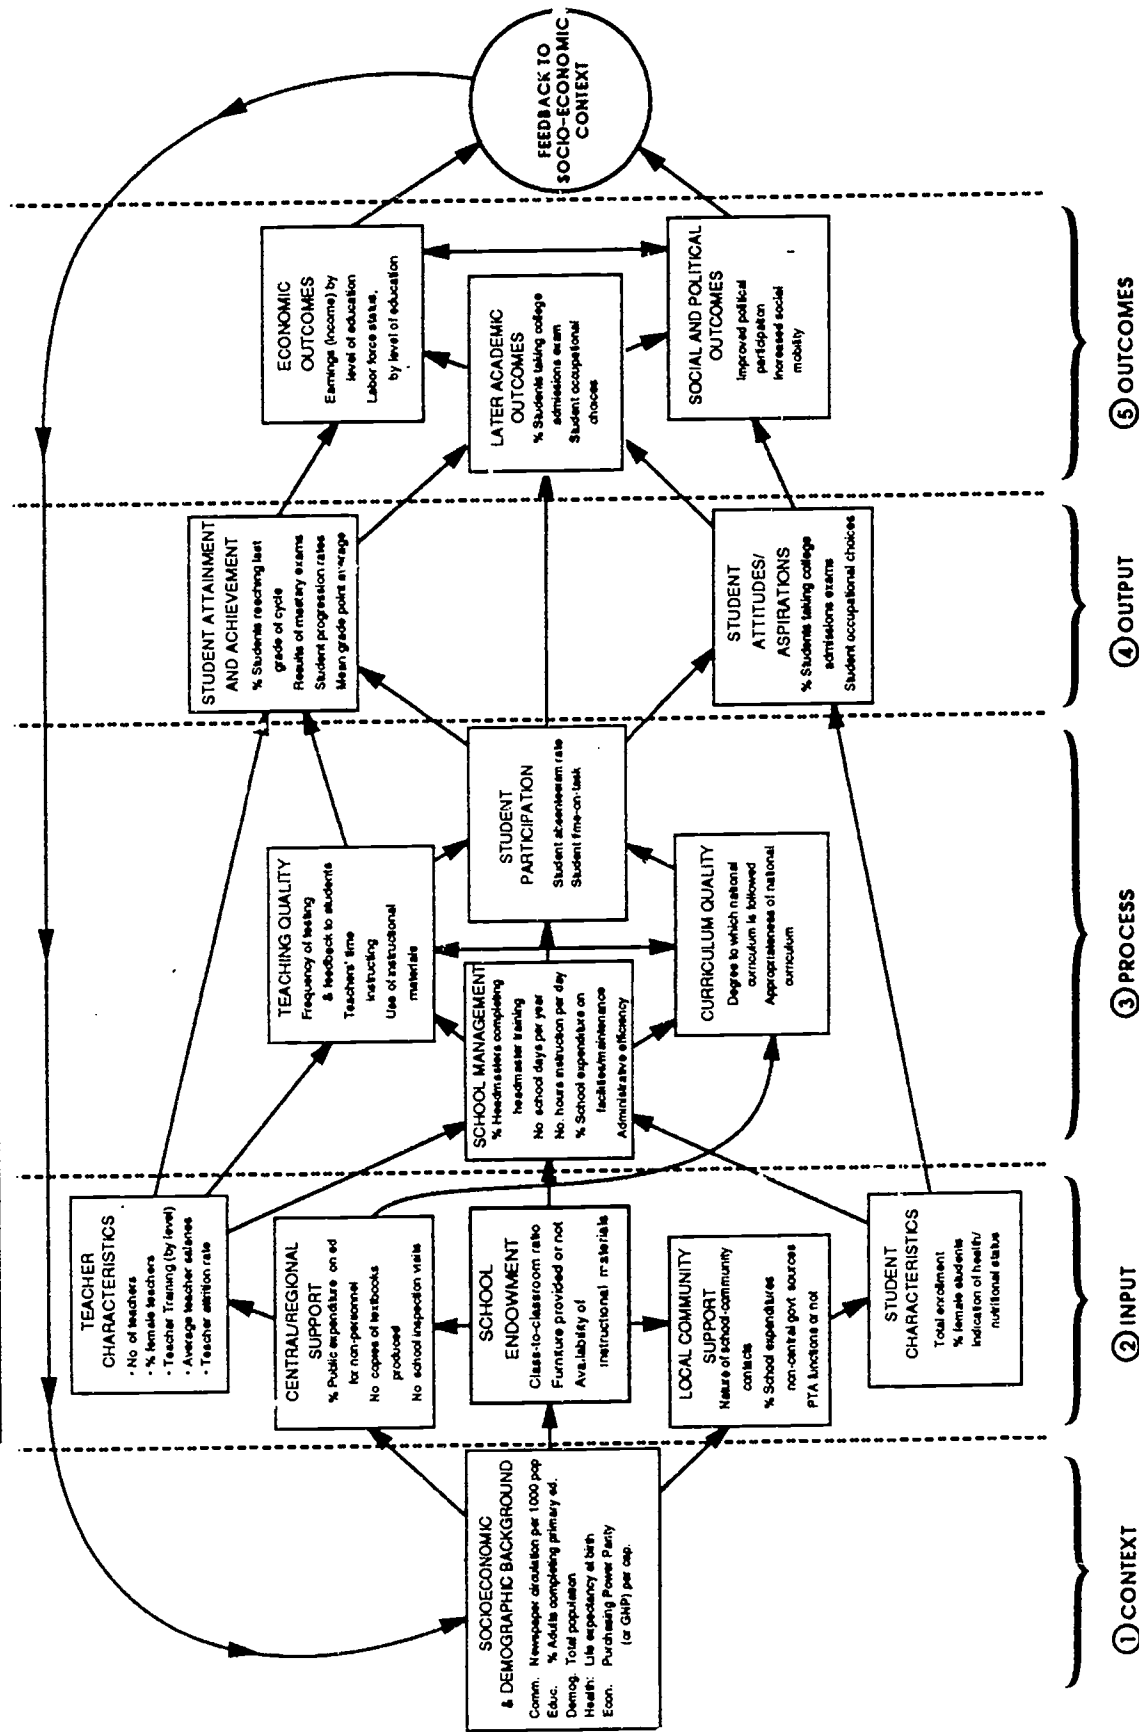 SOCIOECONOMIC
& DEMOGRAPHIC BACKGROUND
Comm. Newspaper circulation per 1000 pop
Educ. % Adults completing primary ed.
Demog. Total population
Health: Life expectancy at birth
Econ. Purchasing Power Parity
(or GNP) per cap.
TEACHER
CHARACTERISTICS
- No of teachers
- % female teachers
- Teacher Training (by level)
- Average teacher salaries
- Teacher attrition rate
CENTRAL/REGIONAL
SUPPORT
% Public expenditure on ed
for non-personnel
No copies of textbooks
produced
No school inspection visits
SCHOOL
ENDOWMENT
Class-to-classroom ratio
Furniture provided or not
Availability of
instructional materials
LOCAL COMMUNITY
SUPPORT
Nature of school-community
contacts
% School expenditures
non-central govt sources
PTA functions or not
STUDENT
CHARACTERISTICS
Total enrollment
% female students
Indication of health/
nutritional status
TEACHING QUALITY
Frequency of testing
& feedback to students
Teachers' time
instructing
Use of instructional
materials
SCHOOL MANAGEMENT
% Headmasters completing
headmaster training
No school days per year
No. hours instruction per day
% School expenditure on
facilities/maintenance
Administrative efficiency
STUDENT
PARTICIPATION
Student absenteeism rate
Student time-on-task
CURRICULUM QUALITY
Degree to which national
curriculum is followed
Appropriateness of national
curriculum
STUDENT ATTAINMENT
AND ACHIEVEMENT
% Students reaching last
grade of cycle
Results of mastery exams
Student progression rates
Mean grade point average
STUDENT
ATTITUDES/
ASPIRATIONS
% Students taking college
admissions exams
Student occupational choices
ECONOMIC
OUTCOMES
Earnings (income) by
level of education
Labor force status,
by level of education
LATER ACADEMIC
OUTCOMES
% Students taking college
admissions exam
Student occupational
choices
SOCIAL AND POLITICAL
OUTCOMES
Improved political
participation
Increased social
mobility
FEEDBACK TO
SOCIO-ECONOMIC
CONTEXT
① CONTEXT
② INPUT
③ PROCESS
④ OUTPUT
⑤ OUTCOMES